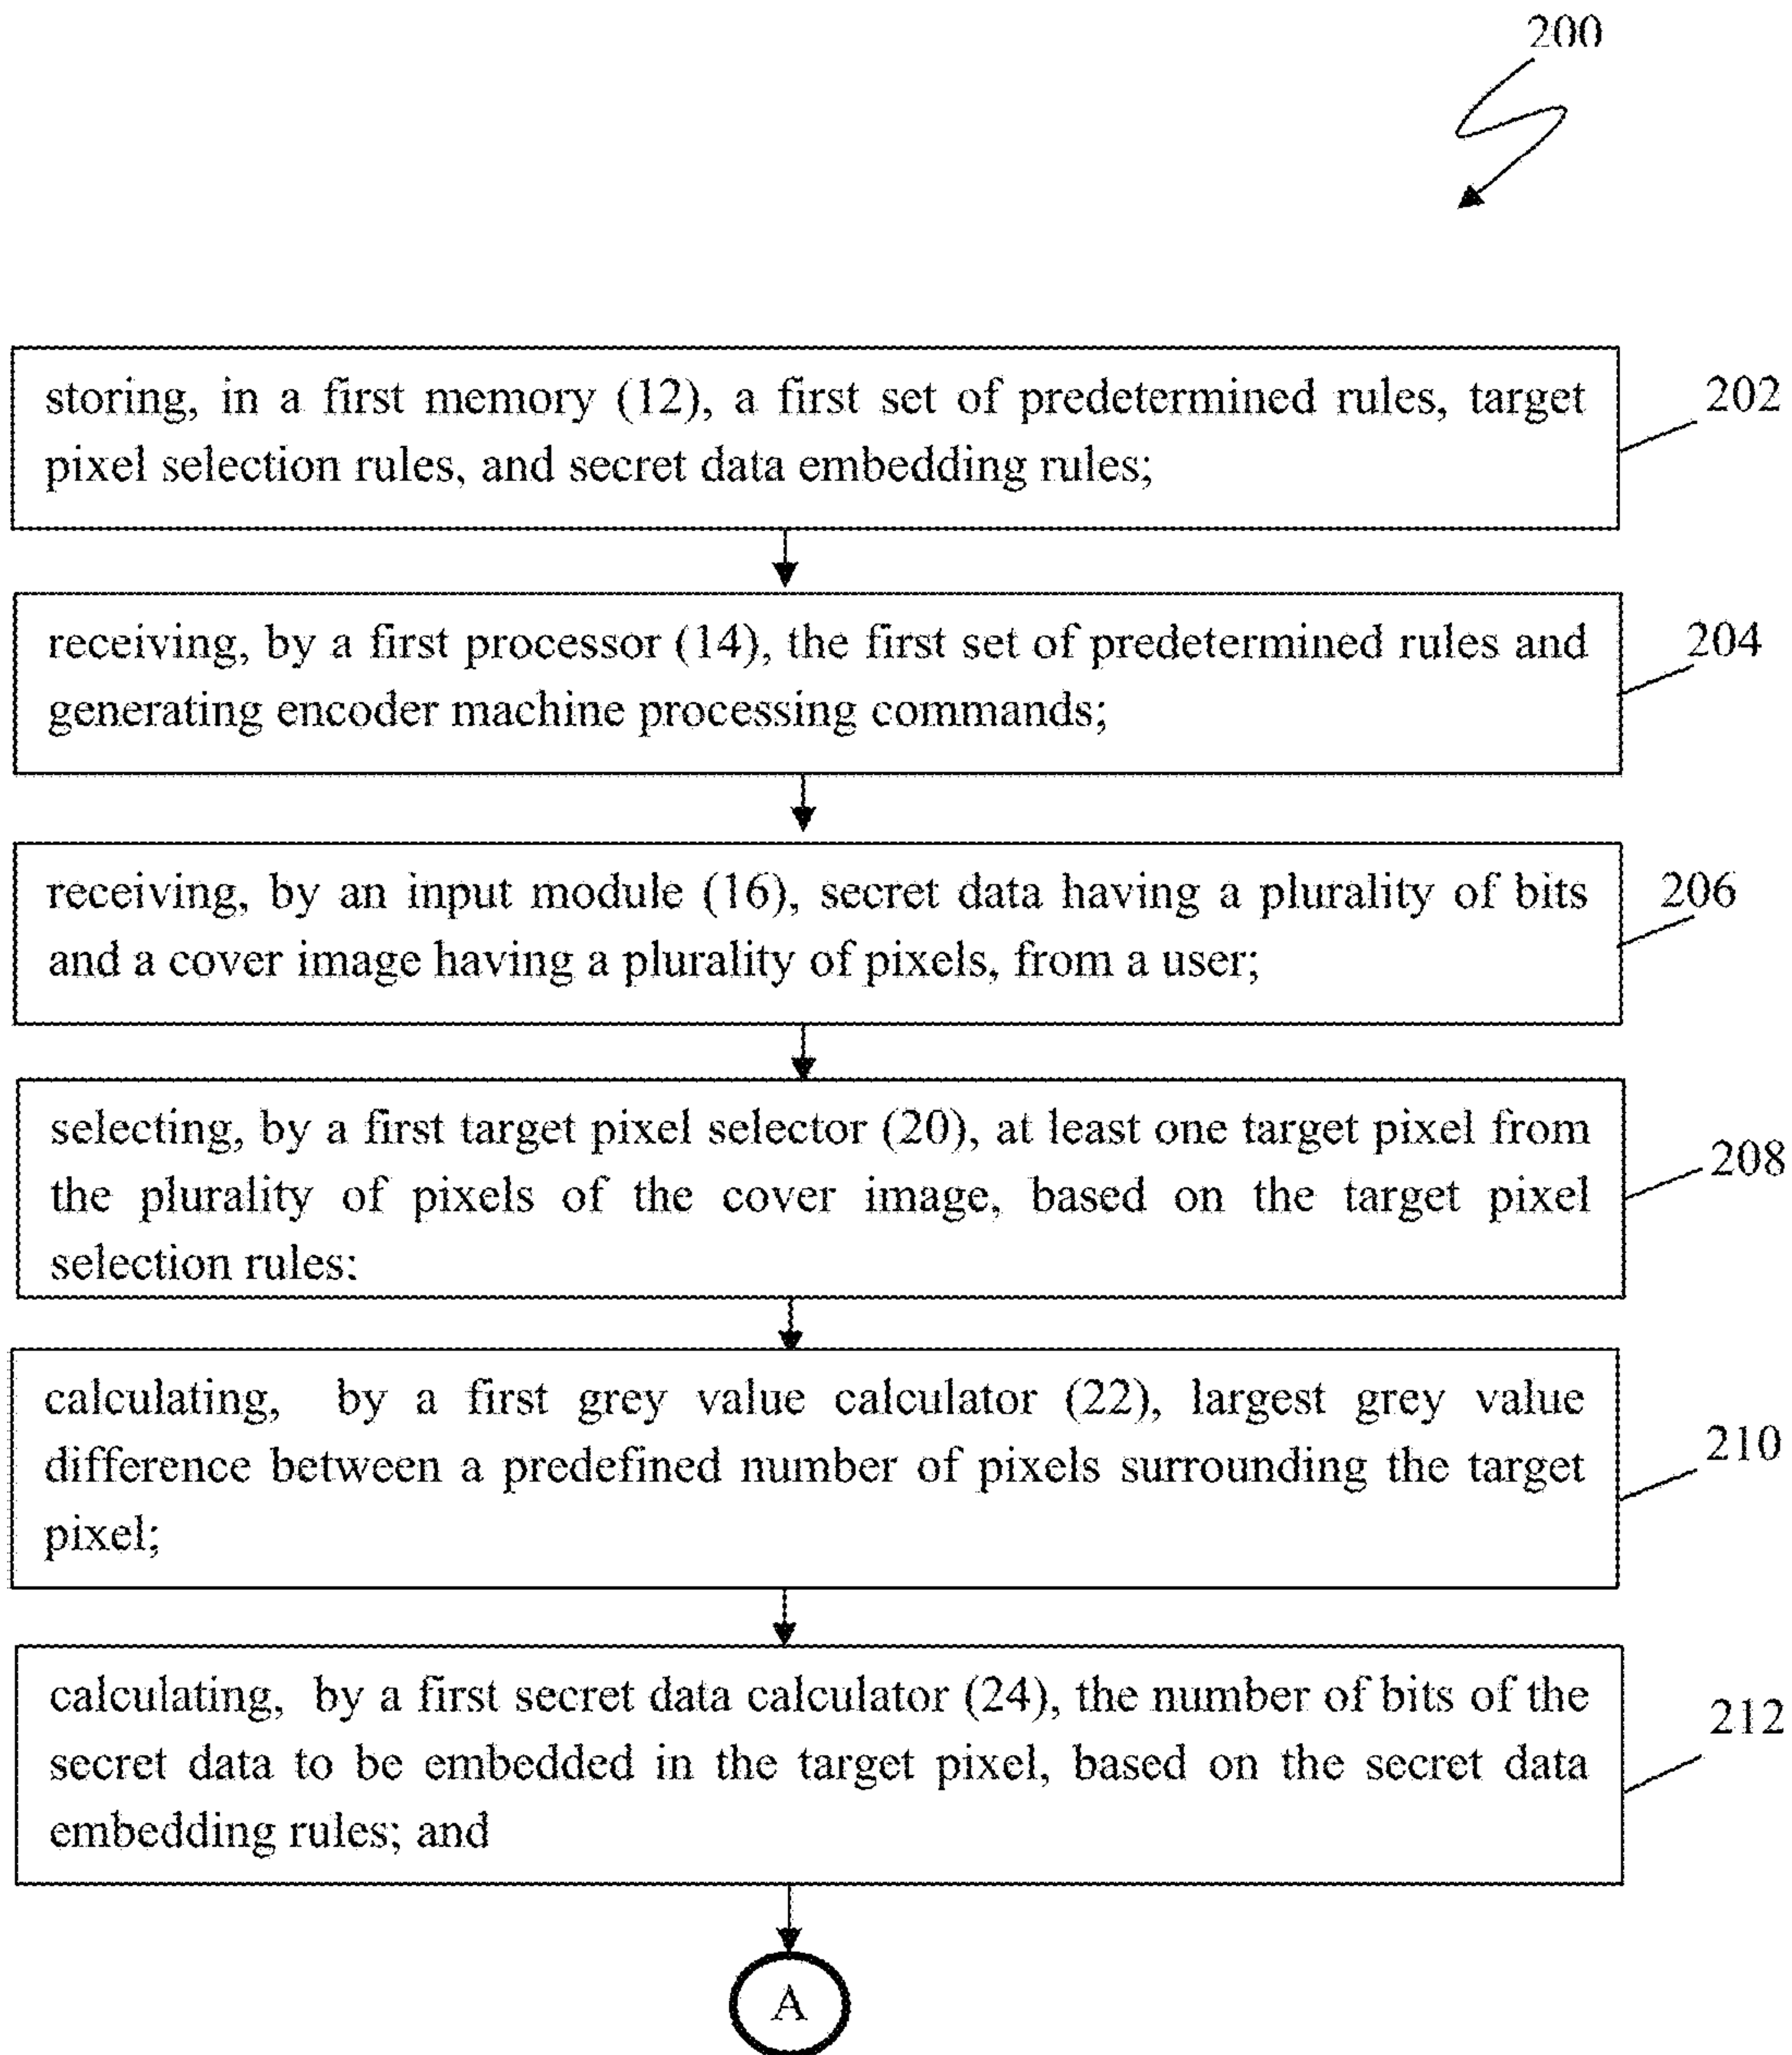 200
storing, in a first memory (12), a first set of predetermined rules, target
pixel selection rules, and secret data embedding rules;
202
receiving, by a first processor (14), the first set of predetermined rules and
generating encoder machine processing commands;
204
receiving, by an input module (16), secret data having a plurality of bits
and a cover image having a plurality of pixels, from a user;
206
selecting, by a first target pixel selector (20), at least one target pixel from
the plurality of pixels of the cover image, based on the target pixel
selection rules:
208
calculating, by a first grey value calculator (22), largest grey value
difference between a predefined number of pixels surrounding the target
pixel;
210
calculating, by a first secret data calculator (24), the number of bits of the
secret data to be embedded in the target pixel, based on the secret data
embedding rules; and
212
A